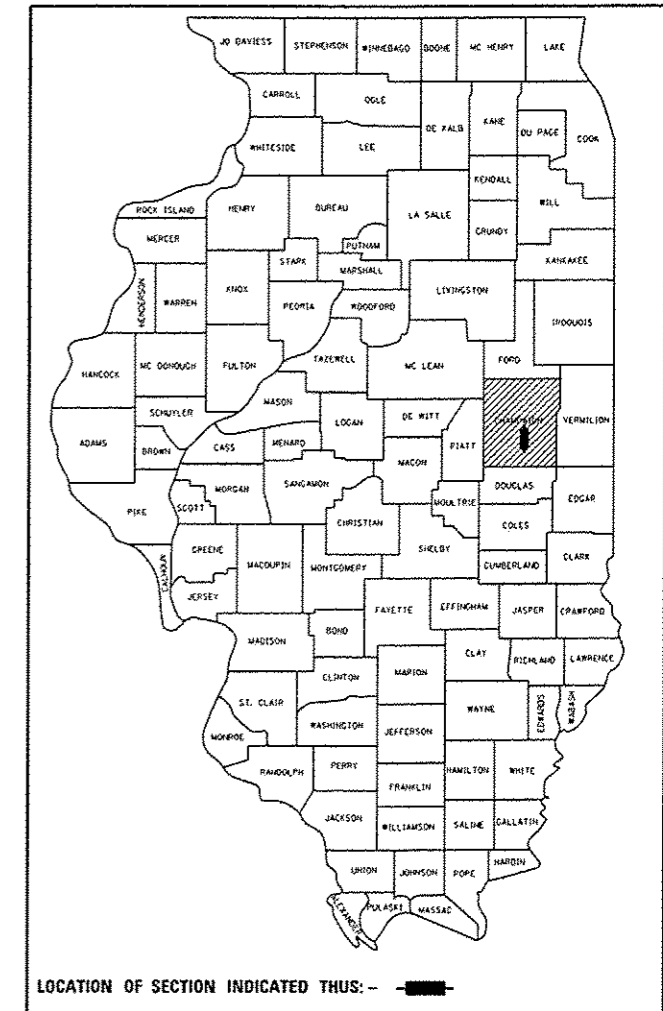 JO DAVIESS STEPHENSON WINNEBAGO BOONE MC HENRY LAKE
CARROLL OGLE
DE KALB KANE DU PAGE COOK
WHITESIDE LEE
KENDALL WILL
ROCK ISLAND HENRY BUREAU LA SALLE
MERCER PUTNAM GRUNDY
STARK MARSHALL KANKAKEE
HENDERSON WARREN KNOX PEORIA WOODFORD LIVINGSTON IROQUOIS
HANCOCK MC DONOUGH FULTON TAZEWELL MC LEAN FORD
MASON
SCHUYLER LOGAN DE WITT CHAMPAIGN VERMILION
ADAMS BROWN CASS MENARD MACON PIATT
PIKE SCOTT MORGAN SANGAMON MOULTRIE DOUGLAS EDGAR
CHRISTIAN COLES
CALHOUN GREENE MACOUPIN MONTGOMERY SHELBY CUMBERLAND CLARK
JERSEY FAYETTE EFFINGHAM JASPER CRAWFORD
MADISON BOND CLAY RICHLAND LAWRENCE
CLINTON MARION
ST. CLAIR WAYNE EDWARDS WABASH
MONROE WASHINGTON JEFFERSON
RANDOLPH PERRY HAMILTON WHITE
FRANKLIN
JACKSON WILLIAMSON SALINE GALLATIN
UNION JOHNSON POPE HARDIN
ALEXANDER PULASKI MASSAC
LOCATION OF SECTION INDICATED THUS: -